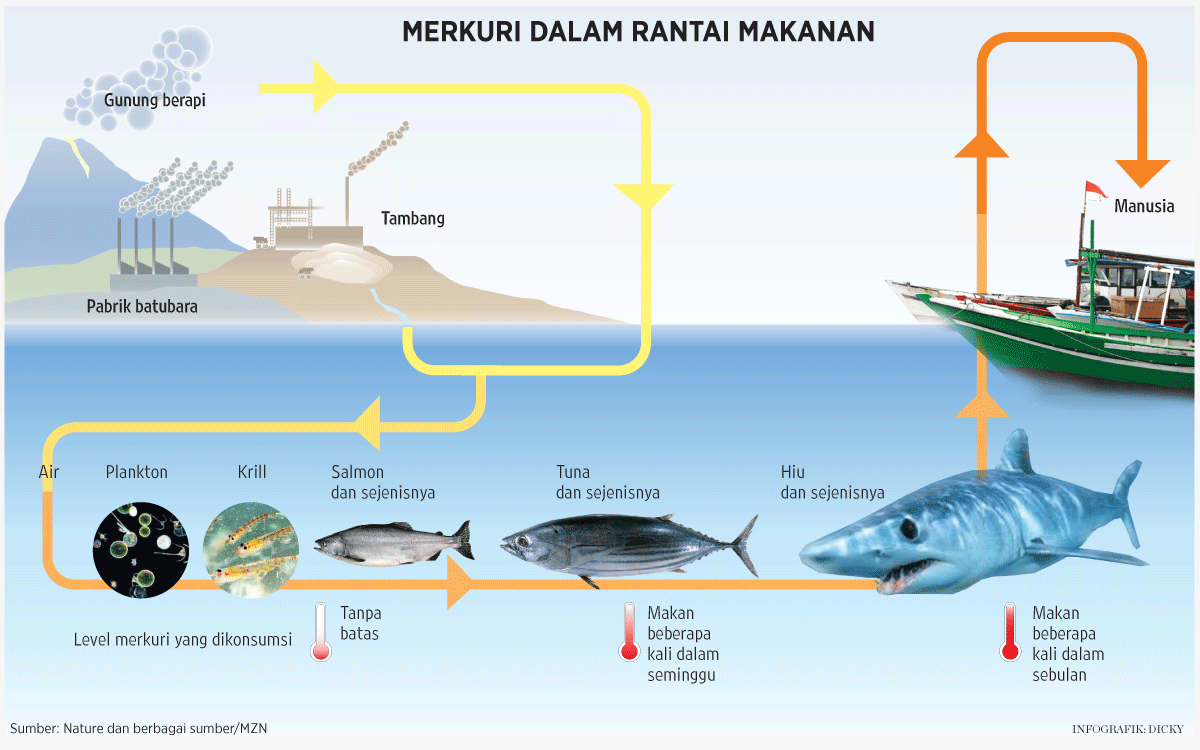 MERKURI DALAM RANTAI MAKANAN
Gunung berapi
Tambang
Pabrik batubara
Manusia
Air
Plankton
Krill
Salmon
dan sejenisnya
Tuna
dan sejenisnya
Hiu
dan sejenisnya
Level merkuri yang dikonsumsi
Tanpa
batas
Makan
beberapa
kali dalam
seminggu
Makan
beberapa
kali dalam
sebulan
Sumber: Nature dan berbagai sumber/MZN
INFOGRAFIK: DICKY